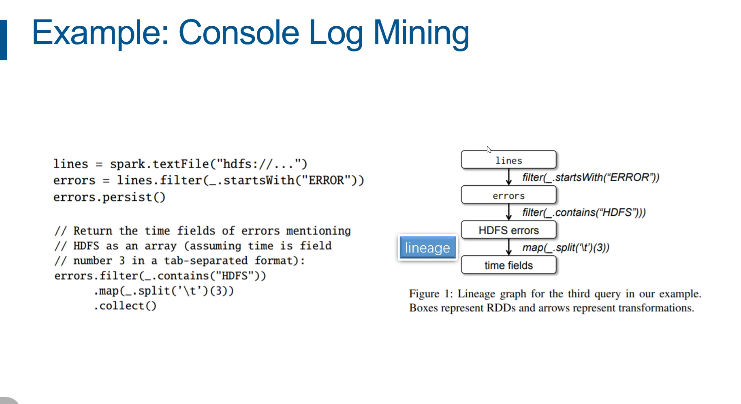 Example: Console Log Mining
lines = spark.textFile("hdfs://...")
errors = lines.filter(_.startsWith("ERROR"))
errors.persist()
// Return the time fields of errors mentioning
// HDFS as an array (assuming time is field
// number 3 in a tab-separated format):
errors.filter(_.contains("HDFS"))
.map(_.split('\t')(3))
.collect()
lines
filter(_.startsWith("ERROR"))
errors
filter(_.contains("HDFS")))
HDFS errors
lineage
map(_.split('\t')(3))
time fields
Figure 1: Lineage graph for the third query in our example.
Boxes represent RDDs and arrows represent transformations.